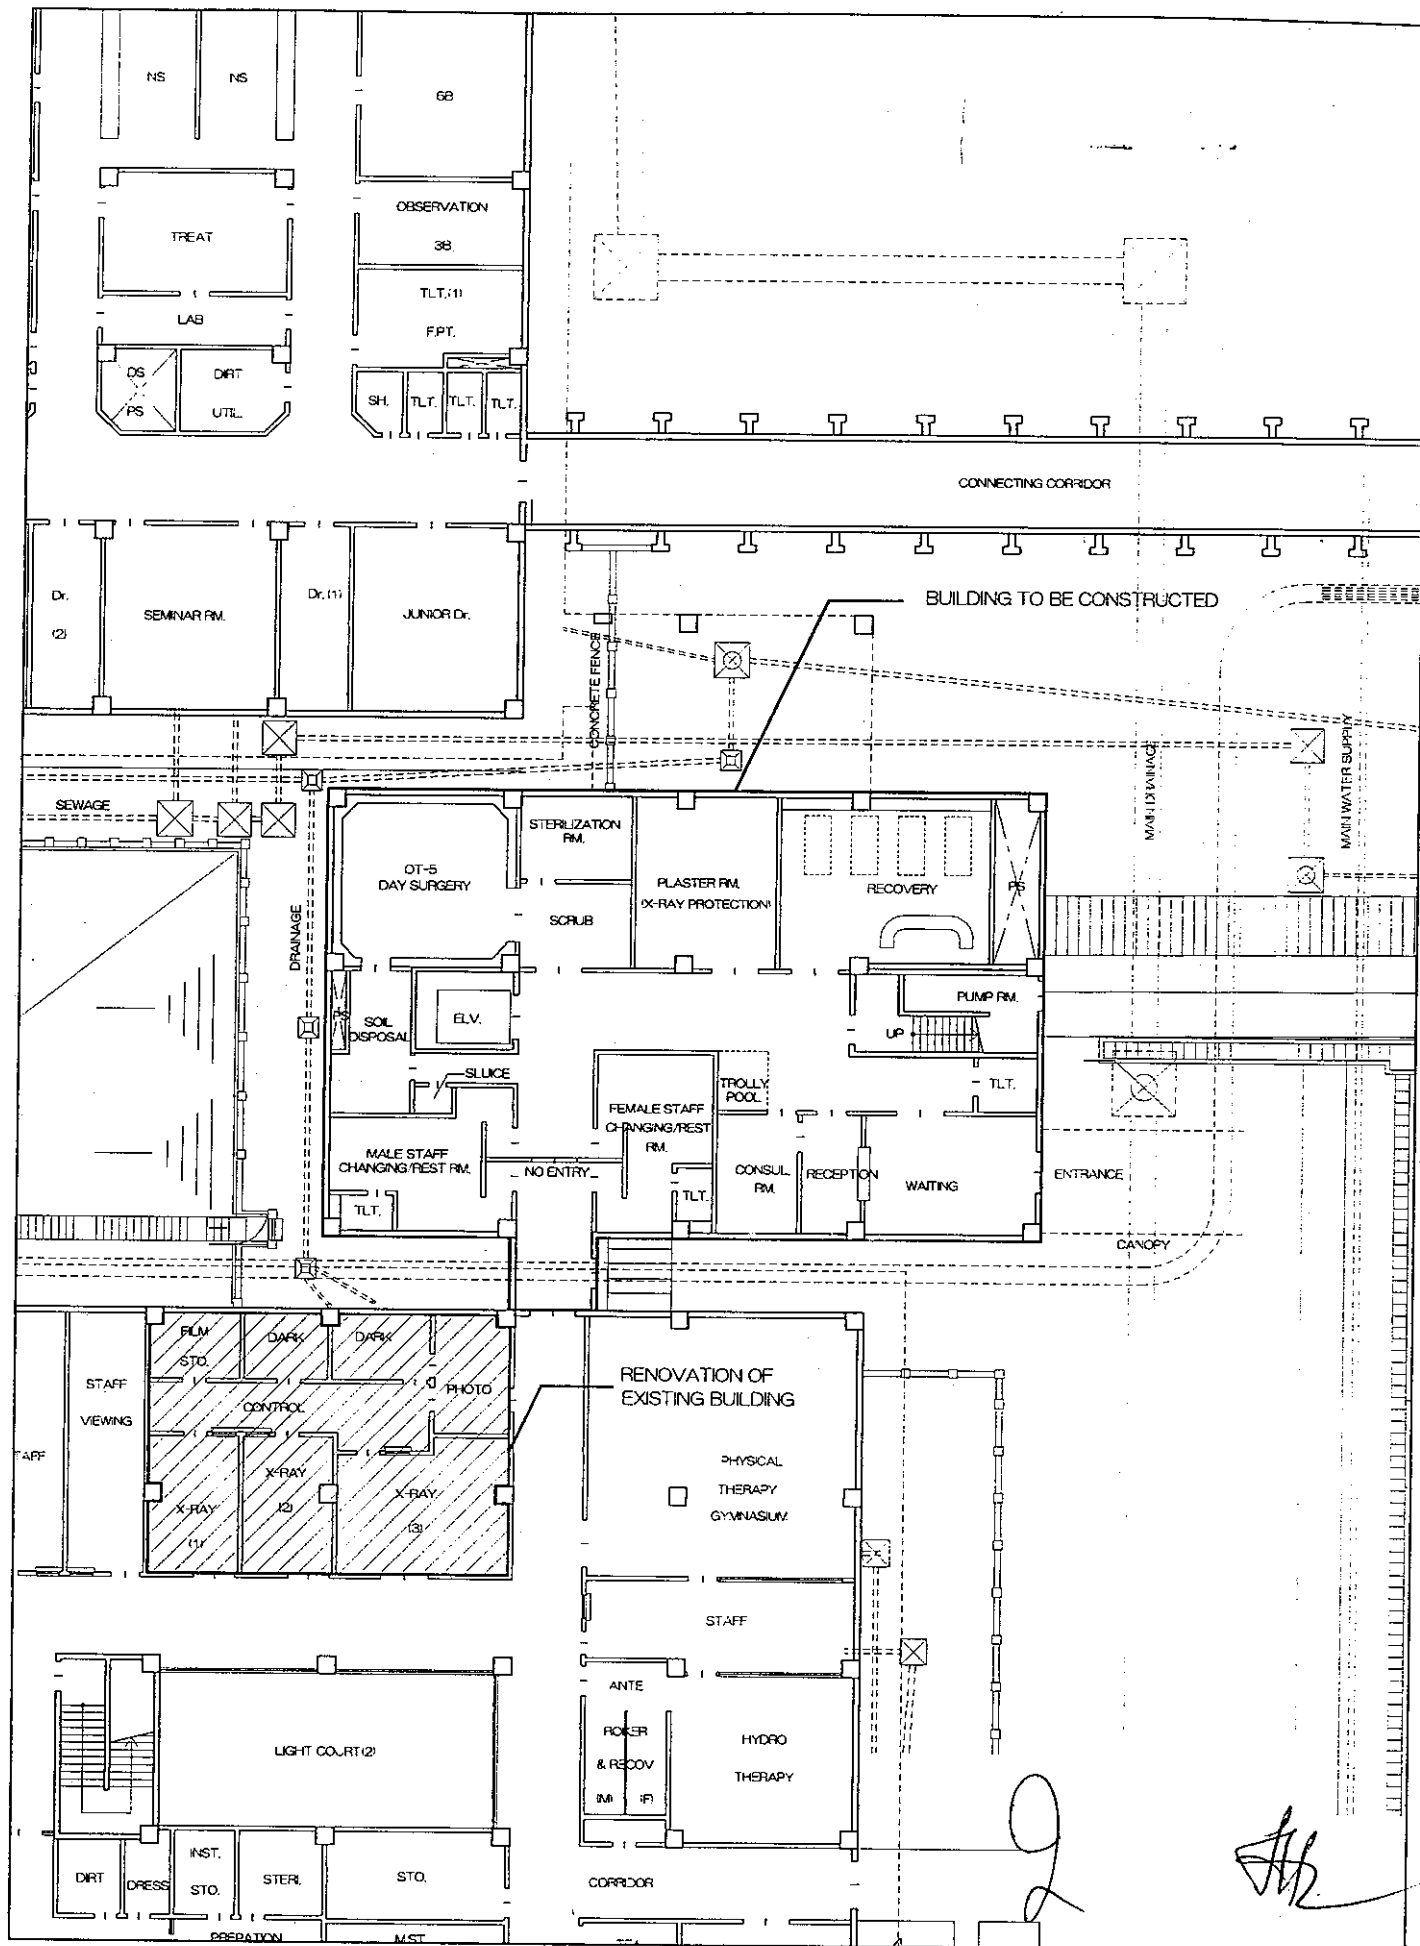 NS
NS
6B
OBSERVATION
3B
TREAT
TLT.(1)
F.P.T.
LAB
DS
PS
DIRT
UTIL.
SH.
TLT.
TLT.
TLT.
CONNECTING CORRIDOR
Dr.
(2)
SEMINAR RM.
Dr.(1)
JUNIOR Dr.
BUILDING TO BE CONSTRUCTED
CONCRETE FENCE
MAIN DRAINAGE
MAIN WATER SUPPLY
SEWAGE
DRAINAGE
OT-5
DAY SURGERY
STERILIZATION
RM.
SCRUB
PLASTER RM.
(X-RAY PROTECTION)
RECOVERY
PS
PS
SOIL
DISPOSAL
ELV.
PUMP RM.
UP
SLUICE
TLT.
TROLLY
POOL
FEMALE STAFF
CHANGING/REST
RM.
MALE STAFF
CHANGING/REST RM.
NO ENTRY
TLT.
TLT.
CONSUL.
RM.
RECEPTION
WAITING
ENTRANCE
CANOPY
FILM
STO.
DARK
DARK
PHOTO
STAFF
VIEWING
CONTROL
RENOVATION OF
EXISTING BUILDING
TAFF
X-RAY
(1)
X-RAY
(2)
X-RAY
(3)
PHYSICAL
THERAPY
GYMNASIUM
STAFF
ANTE
ROKER
& RECOV
(M)
(F)
HYDRO
THERAPY
LIGHT COURT(2)
DIRT
DRESS
INST.
STO.
STERI.
STO.
CORRIDOR
PREPATION
M.ST